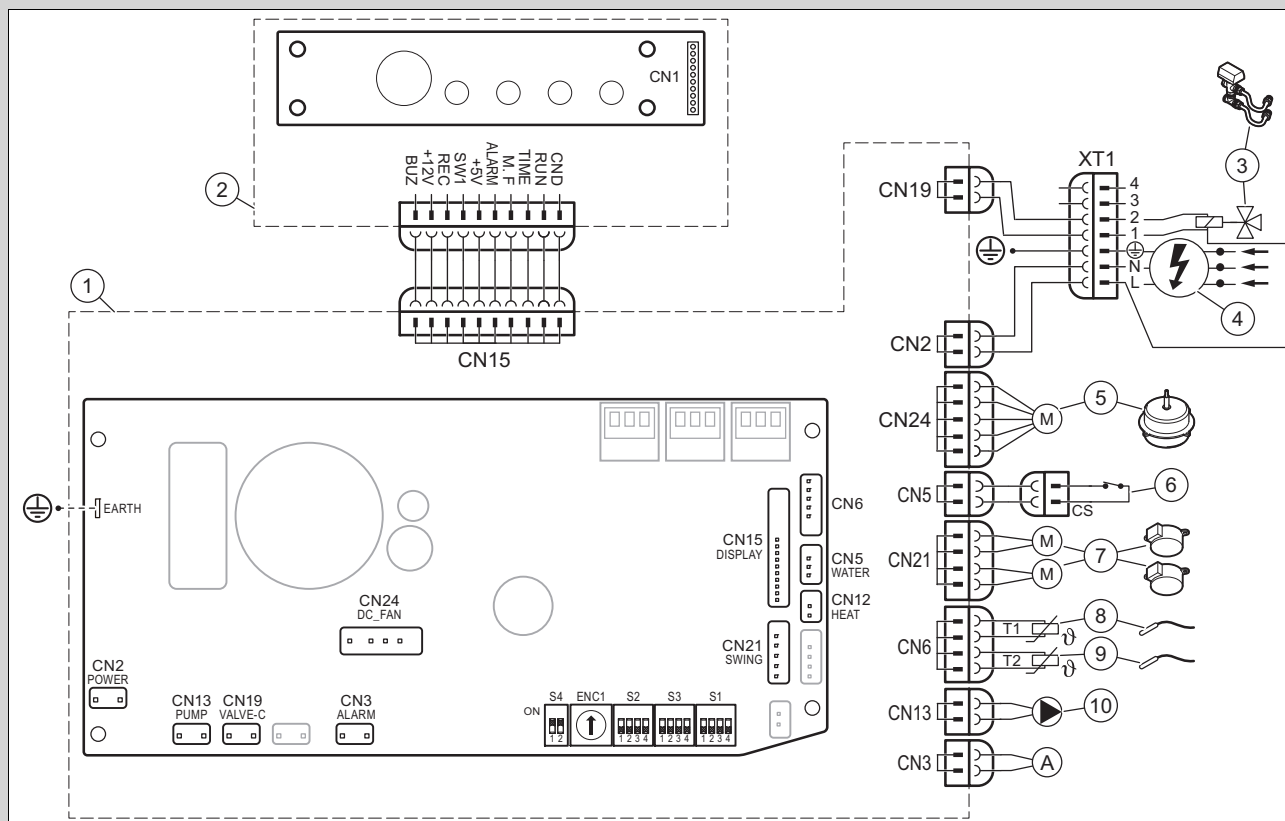 CN1
BUZ
+12V
REC
SW1
+5V
ALARM
M. F
TIME
RUN
CND
2
1
CN15
CN19
XT1
4
3
2
1
N
L
3
4
CN2
CN24
M
5
CN5
CS
6
CN21
M
M
7
CN6
T1
ϑ
8
T2
ϑ
9
CN13
10
CN3
A
EARTH
CN24
DC_FAN
CN15
DISPLAY
CN6
CN5
WATER
CN12
HEAT
CN21
SWING
CN2
POWER
CN13
PUMP
CN19
VALVE-C
CN3
ALARM
S4
ENC1
S2
S3
S1
ON
1 2
1 2 3 4
1 2 3 4
1 2 3 4